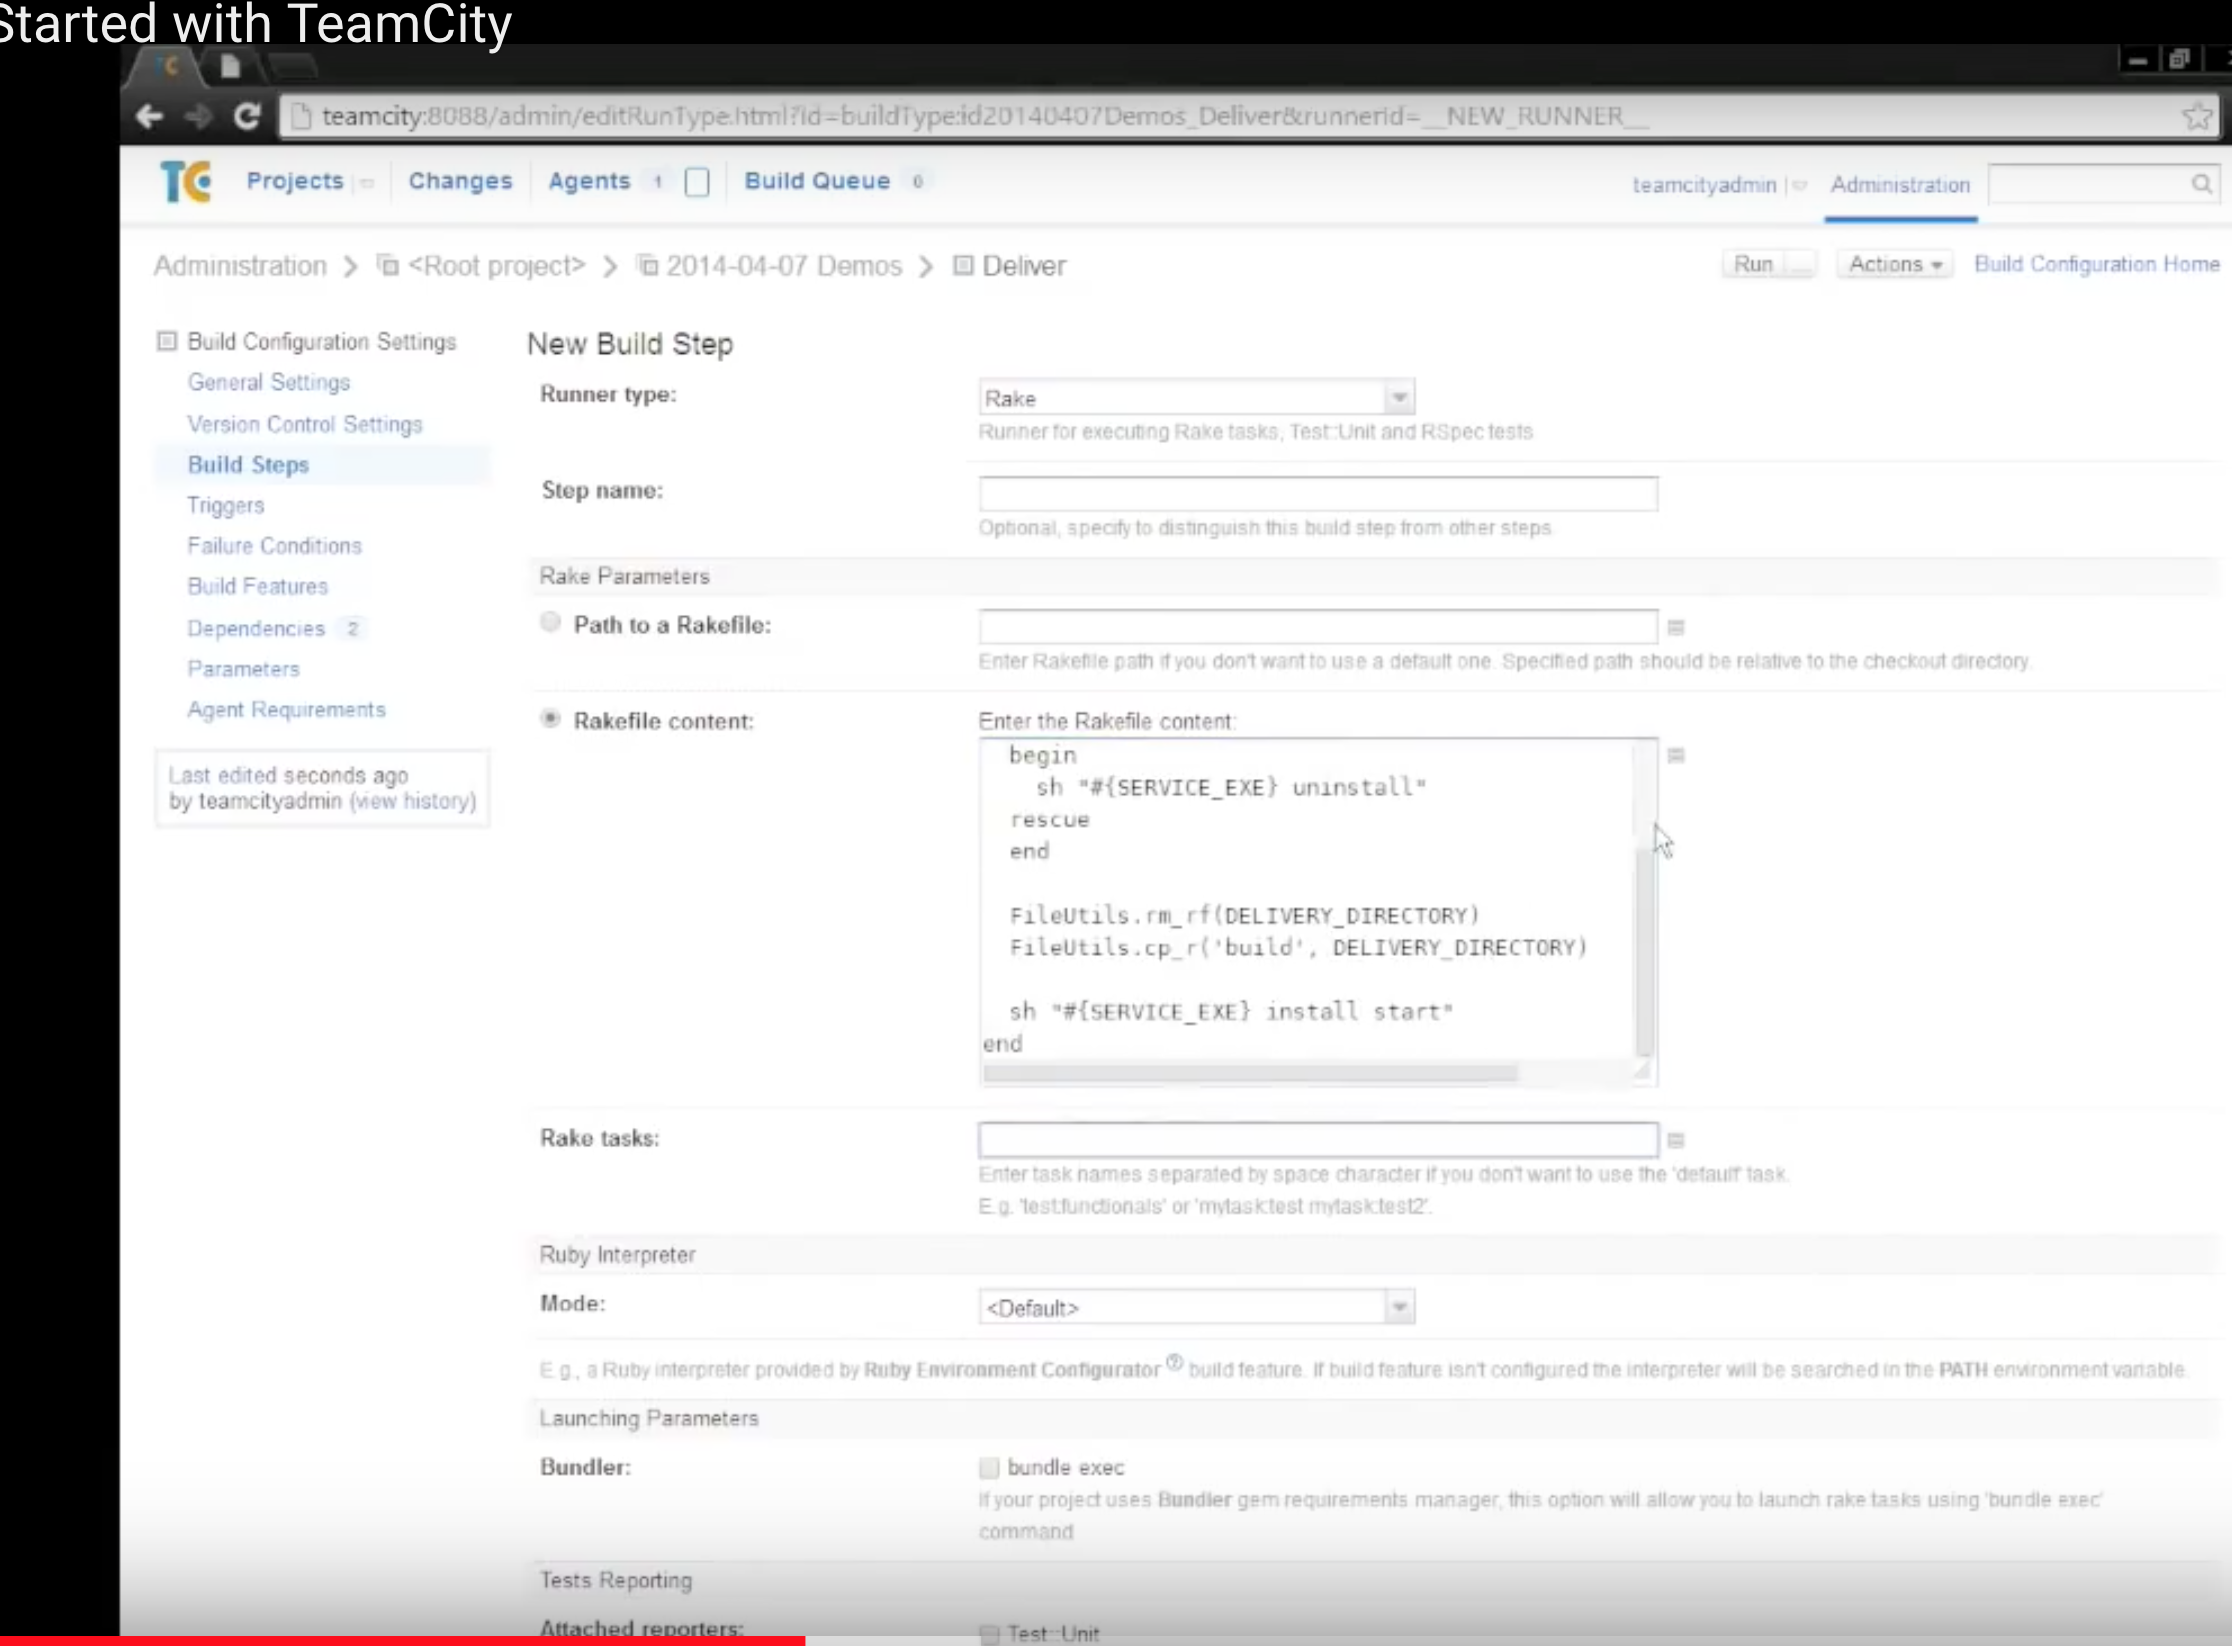 Started with TeamCity
teamcity:8088/admin/editRunType.html?id=buildType:id20140407Demos_Deliver&runnerId=__NEW_RUNNER__
TC Projects Changes Agents 1 Build Queue 0 teamcityadmin Administration
Administration > <Root project> > 2014-04-07 Demos > Deliver Run ... Actions Build Configuration Home
Build Configuration Settings
General Settings
Version Control Settings
Build Steps
Triggers
Failure Conditions
Build Features
Dependencies 2
Parameters
Agent Requirements
Last edited seconds ago
by teamcityadmin (view history)
New Build Step
Runner type: Rake
Runner for executing Rake tasks, Test::Unit and RSpec tests
Step name:
Optional, specify to distinguish this build step from other steps.
Rake Parameters
Path to a Rakefile:
Enter Rakefile path if you don't want to use a default one. Specified path should be relative to the checkout directory.
Rakefile content: Enter the Rakefile content:
begin
sh "#{SERVICE_EXE} uninstall"
rescue
end
FileUtils.rm_rf(DELIVERY_DIRECTORY)
FileUtils.cp_r('build', DELIVERY_DIRECTORY)
sh "#{SERVICE_EXE} install start"
end
Rake tasks:
Enter task names separated by space character if you don't want to use the 'default' task.
E.g. 'test:functionals' or 'mytask:test mytask:test2'.
Ruby Interpreter
Mode: <Default>
E.g., a Ruby interpreter provided by Ruby Environment Configurator build feature. If build feature isn't configured the interpreter will be searched in the PATH environment variable.
Launching Parameters
Bundler: bundle exec
If your project uses Bundler gem requirements manager, this option will allow you to launch rake tasks using 'bundle exec'
command
Tests Reporting
Attached reporters: Test::Unit